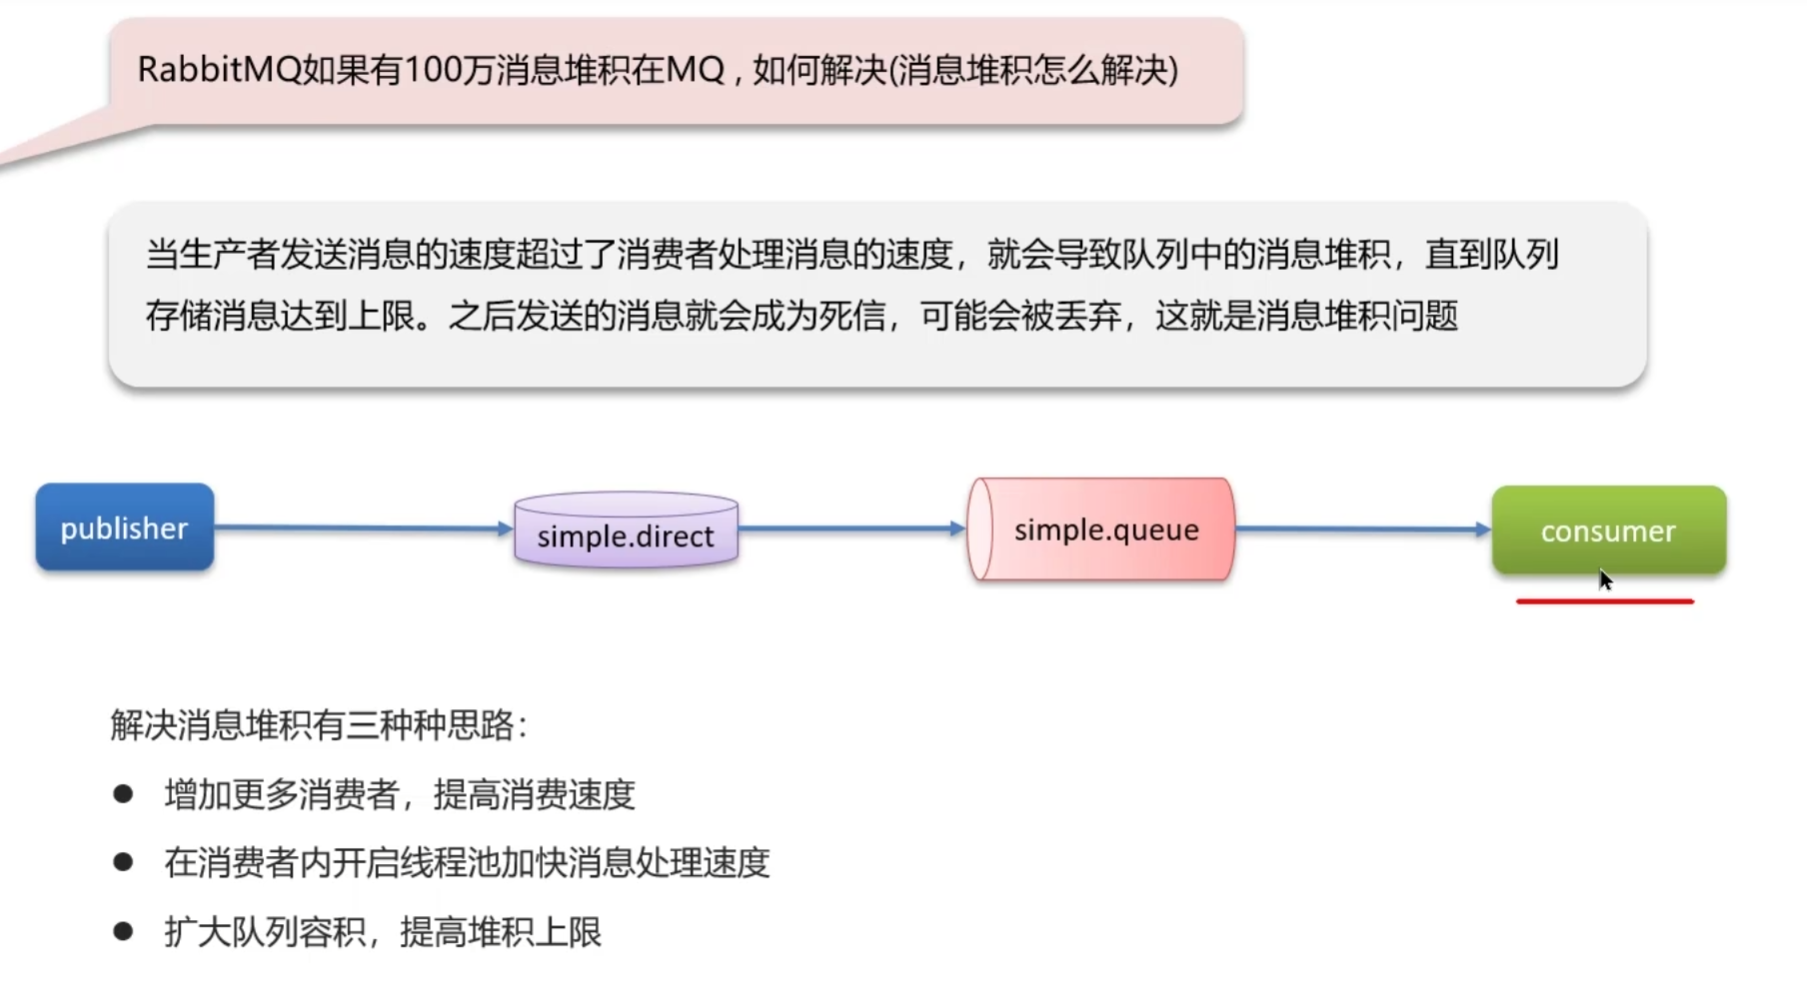 RabbitMQ如果有100万消息堆积在MQ , 如何解决(消息堆积怎么解决)
当生产者发送消息的速度超过了消费者处理消息的速度，就会导致队列中的消息堆积，直到队列
存储消息达到上限。之后发送的消息就会成为死信，可能会被丢弃，这就是消息堆积问题
publisher
simple.direct
simple.queue
consumer
解决消息堆积有三种种思路：
● 增加更多消费者，提高消费速度
● 在消费者内开启线程池加快消息处理速度
● 扩大队列容积，提高堆积上限